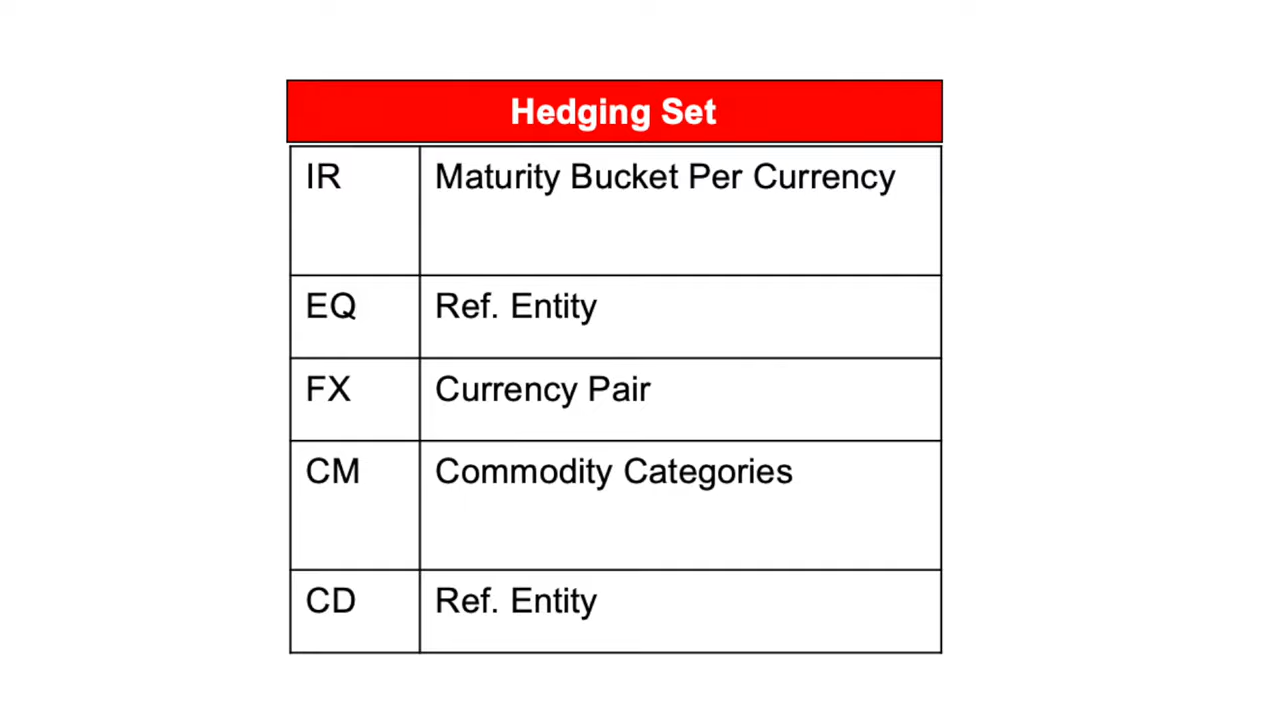 Hedging Set
IR Maturity Bucket Per Currency
EQ Ref. Entity
FX Currency Pair
CM Commodity Categories
CD Ref. Entity